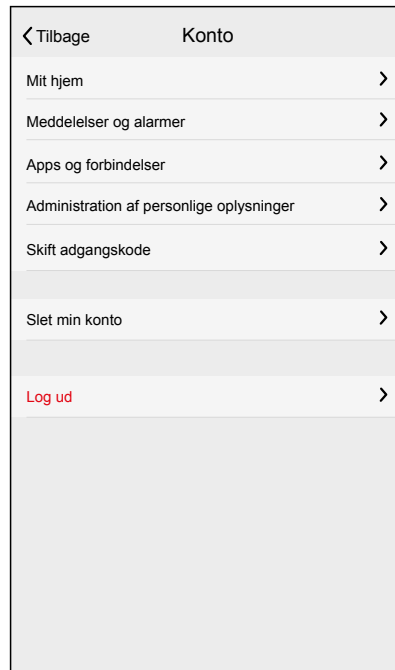 Tilbage Konto
Mit hjem
Meddelelser og alarmer
Apps og forbindelser
Administration af personlige oplysninger
Skift adgangskode
Slet min konto
Log ud